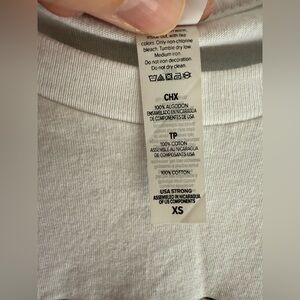 inside out, with like
colors. Only non-chlorine
bleach. Tumble dry low.
Medium iron.
Do not iron decoration.
Do not dry clean.
CHX
100% ALGODON
ENSAMBLADO EN NICARAGUA
DE COMPONENTES DE USA
TP
100% COTON
ASSEMBLÉ AU NICARAGUA
DE COMPOSANTS USA
100% COTTON
USA STRONG
ASSEMBLED IN NICARAGUA
OF US COMPONENTS
XS